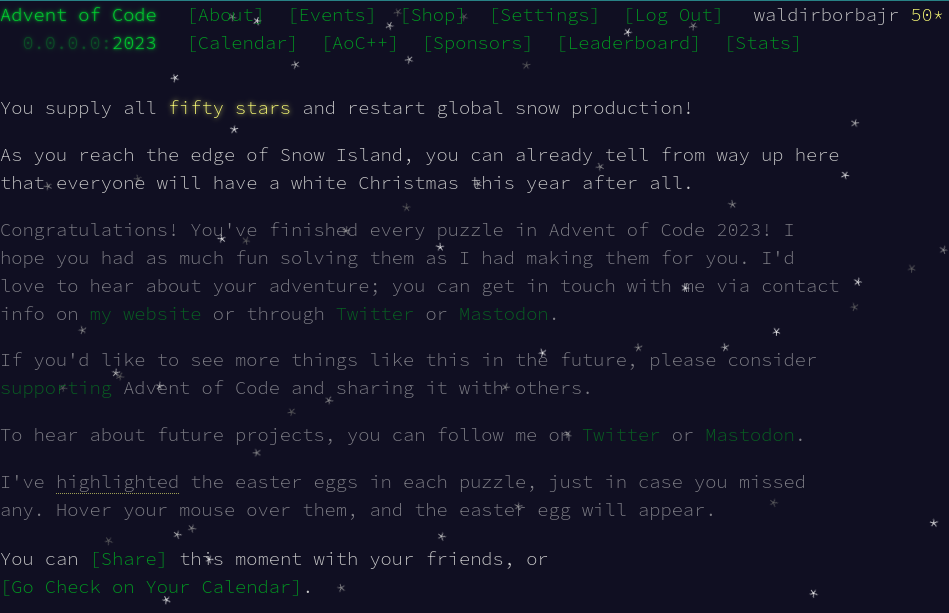 Advent of Code [About] [Events] [Shop] [Settings] [Log Out] waldirborbajr 50*
0.0.0.0:2023 [Calendar] [AoC++] [Sponsors] [Leaderboard] [Stats]
You supply all fifty stars and restart global snow production!
As you reach the edge of Snow Island, you can already tell from way up here
that everyone will have a white Christmas this year after all.
Congratulations! You've finished every puzzle in Advent of Code 2023! I
hope you had as much fun solving them as I had making them for you. I'd
love to hear about your adventure; you can get in touch with me via contact
info on my website or through Twitter or Mastodon.
If you'd like to see more things like this in the future, please consider
supporting Advent of Code and sharing it with others.
To hear about future projects, you can follow me on Twitter or Mastodon.
I've highlighted the easter eggs in each puzzle, just in case you missed
any. Hover your mouse over them, and the easter egg will appear.
You can [Share] this moment with your friends, or
[Go Check on Your Calendar].